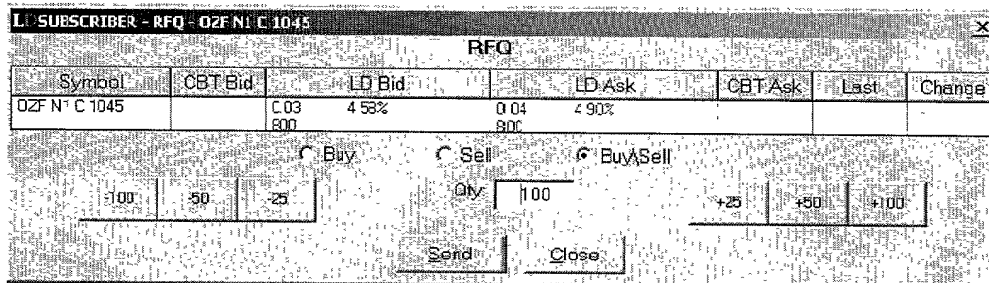 SUBSCRIBER - RFQ - OZF N1 C 1045
RFQ
Symbol CBT Bid LD Bid LD Ask CBT Ask Last Change
OZF N1 C 1045 0.03 4.58% 0.04 4.90%
800 800
Buy Sell Buy\Sell
-100 -50 -25 Qty: 100 +25 +50 +100
Send Close